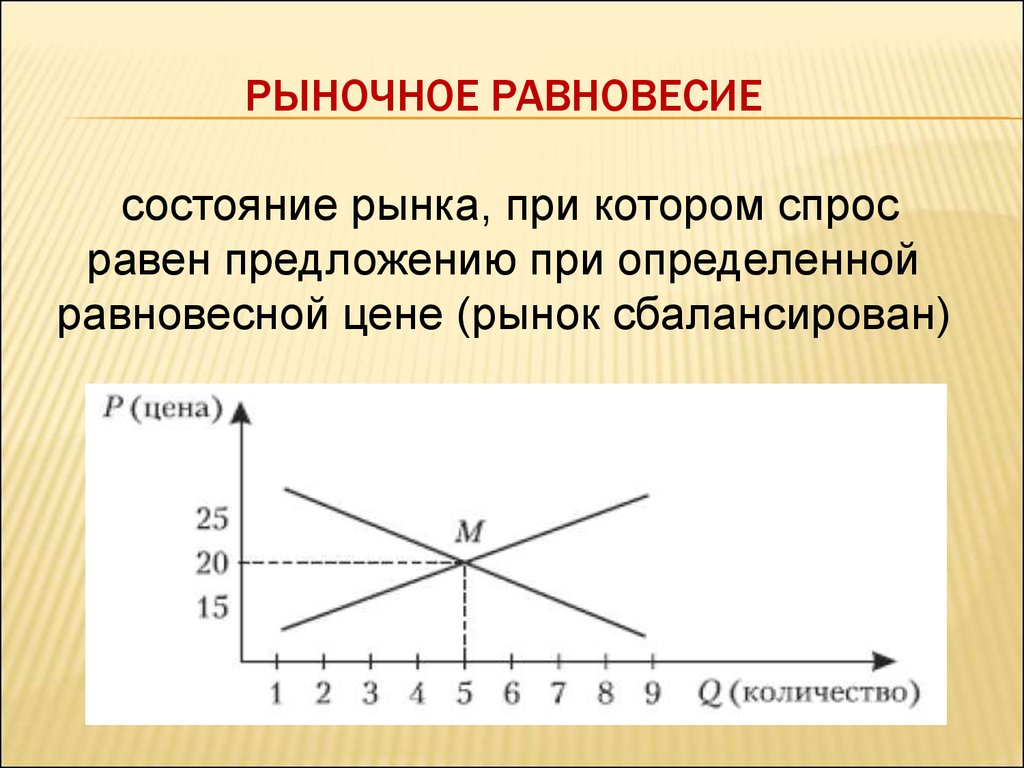 РЫНОЧНОЕ РАВНОВЕСИЕ
состояние рынка, при котором спрос
равен предложению при определенной
равновесной цене (рынок сбалансирован)
P (цена)
25
M
20
15
1 2 3 4 5 6 7 8 9 Q (количество)